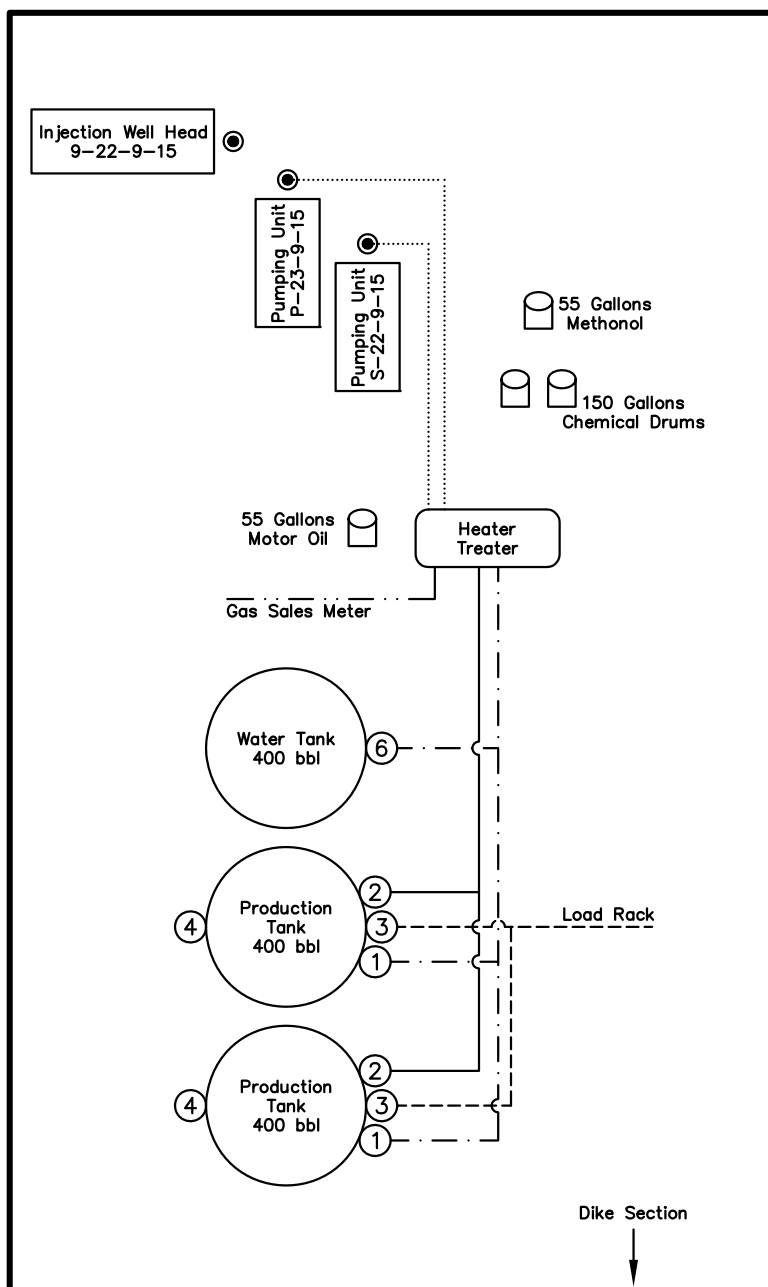 Injection Well Head
9-22-9-15
Pumping Unit
P-23-9-15
Pumping Unit
S-22-9-15
55 Gallons
Methonol
150 Gallons
Chemical Drums
55 Gallons
Motor Oil
Heater
Treater
Gas Sales Meter
Water Tank
400 bbl
6
2
Production
Tank
400 bbl
4
3
Load Rack
1
2
Production
Tank
400 bbl
4
3
1
Dike Section